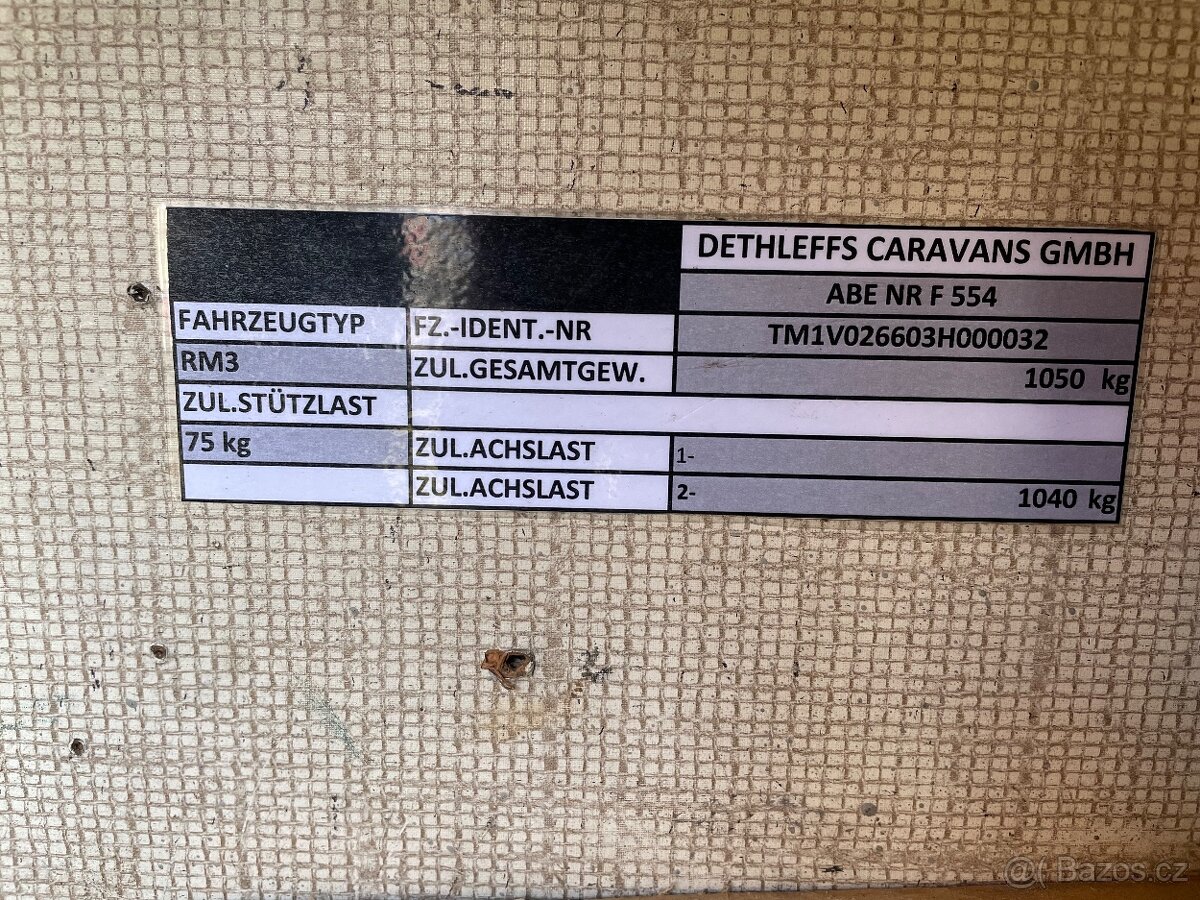 DETHLEFFS CARAVANS GMBH
ABE NR F 554
FAHRZEUGTYP FZ.-IDENT.-NR TM1V026603H000032
RM3 ZUL.GESAMTGEW. 1050 kg
ZUL.STÜTZLAST
75 kg ZUL.ACHSLAST 1-
ZUL.ACHSLAST 2- 1040 kg
Bazos.cz